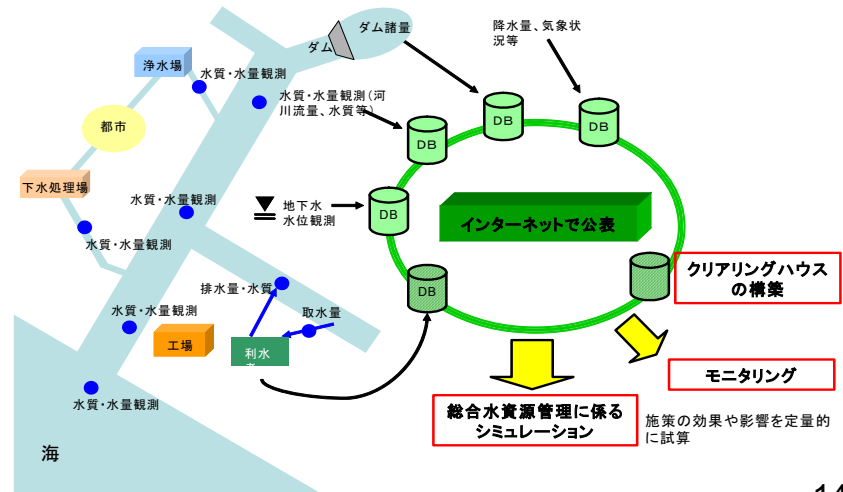 ダム諸量
降水量、気象状
況等
ダム
浄水場
水質・水量観測
水質・水量観測(河
川流量、水質等)
DB
DB
DB
都市
下水処理場
水質・水量観測
地下水
水位観測
DB
インターネットで公表
水質・水量観測
クリアリングハウス
の構築
排水量・水質
DB
取水量
水質・水量観測
工場
利水
モニタリング
水質・水量観測
総合水資源管理に係る
シミュレーション
施策の効果や影響を定量的
に試算
海